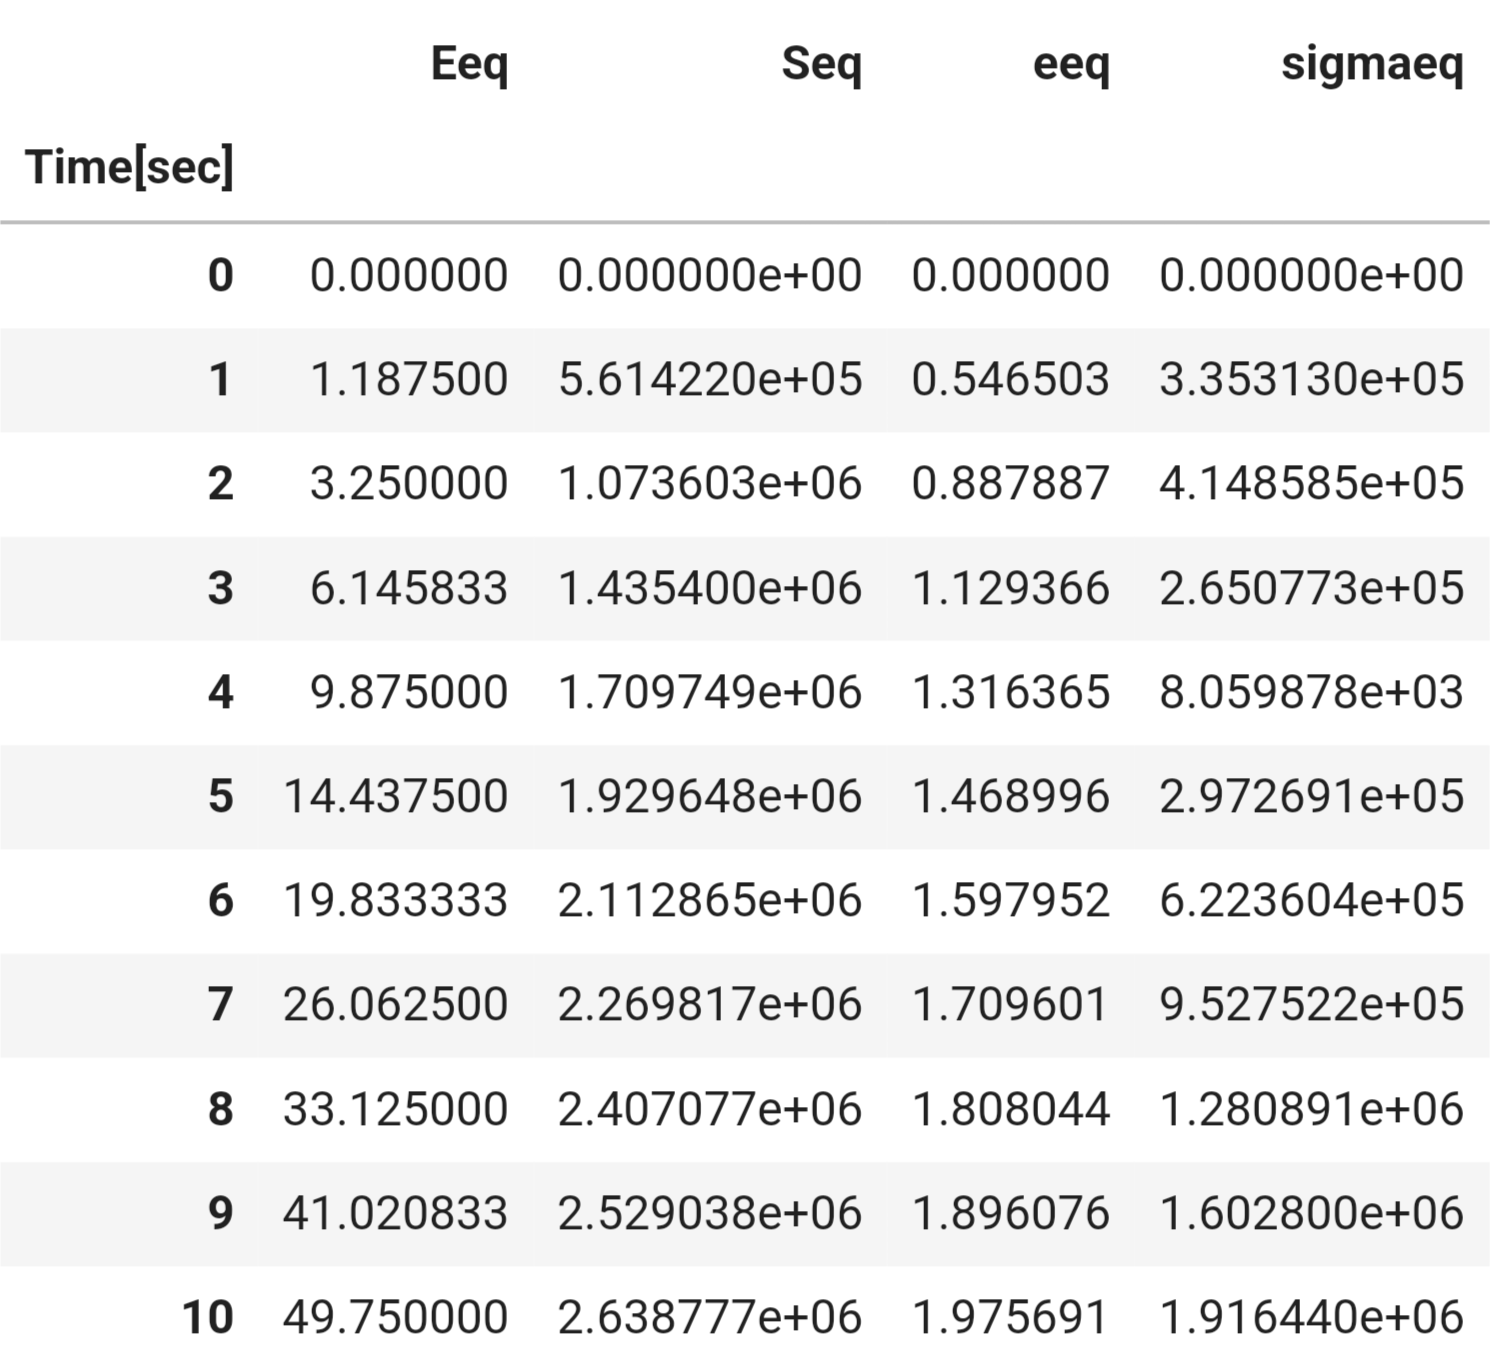 Eeq Seq eeq sigmaeq
Time[sec]
0 0.000000 0.000000e+00 0.000000 0.000000e+00
1 1.187500 5.614220e+05 0.546503 3.353130e+05
2 3.250000 1.073603e+06 0.887887 4.148585e+05
3 6.145833 1.435400e+06 1.129366 2.650773e+05
4 9.875000 1.709749e+06 1.316365 8.059878e+03
5 14.437500 1.929648e+06 1.468996 2.972691e+05
6 19.833333 2.112865e+06 1.597952 6.223604e+05
7 26.062500 2.269817e+06 1.709601 9.527522e+05
8 33.125000 2.407077e+06 1.808044 1.280891e+06
9 41.020833 2.529038e+06 1.896076 1.602800e+06
10 49.750000 2.638777e+06 1.975691 1.916440e+06